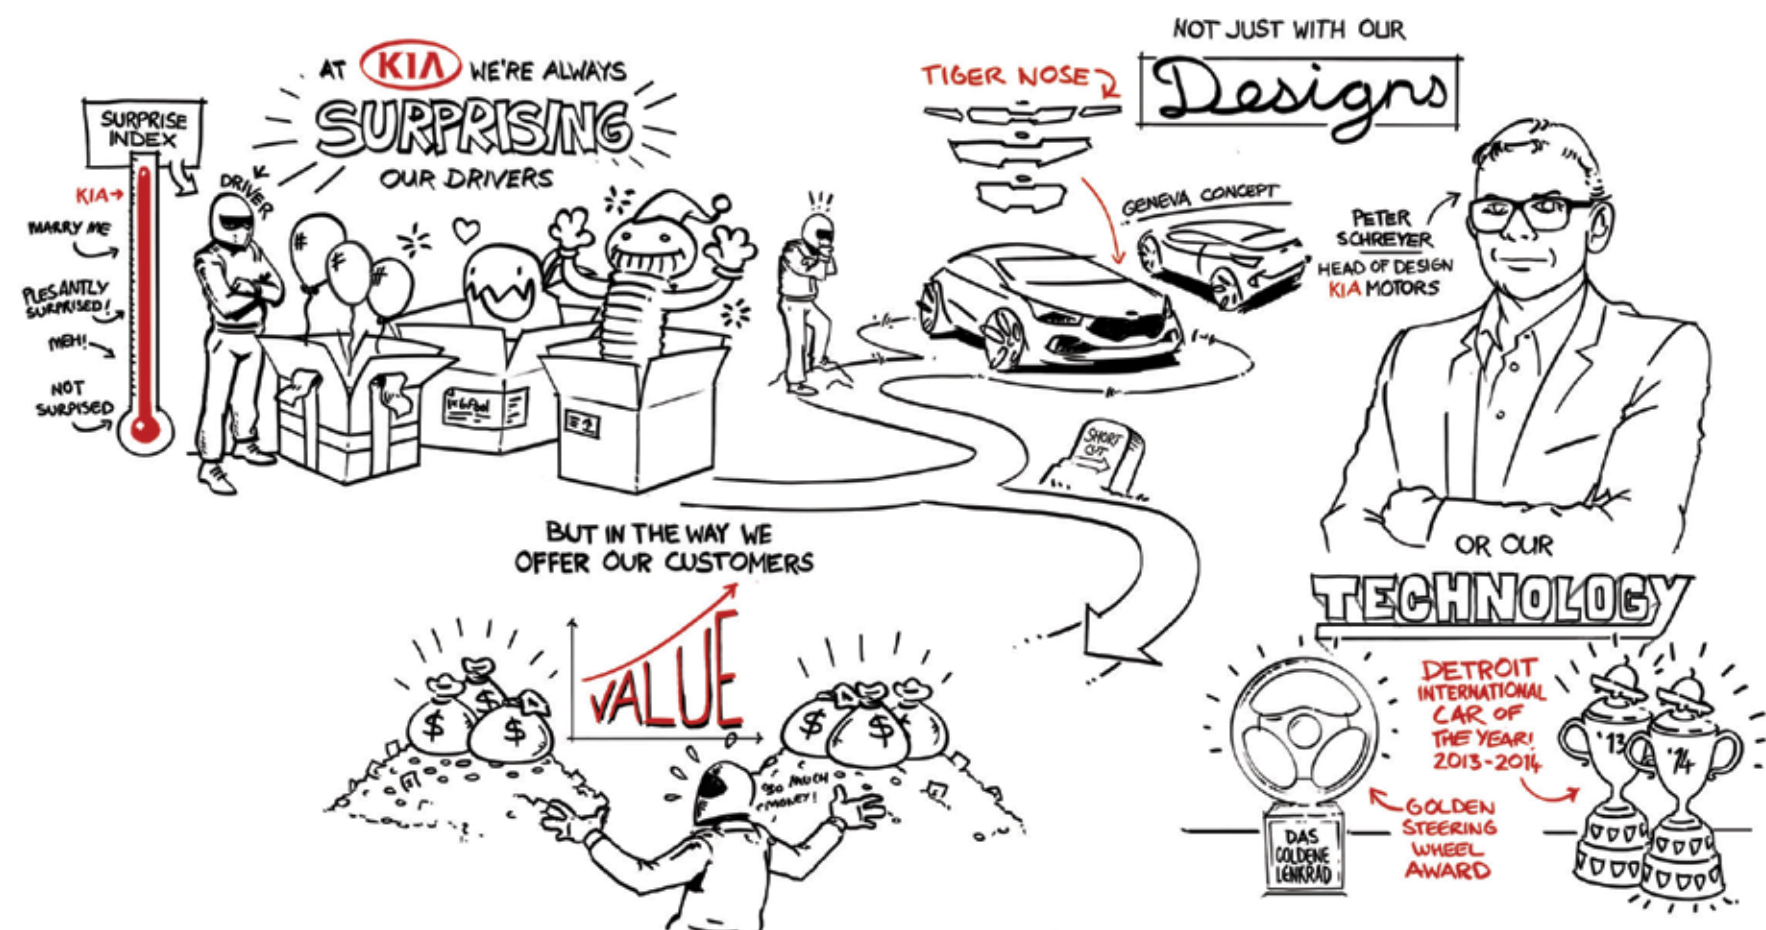 AT KIA WE'RE ALWAYS
SURPRISING
OUR DRIVERS
SURPRISE
INDEX
KIA
MARRY ME
PLESANTLY
SURPRISED!
MEH!
NOT
SURPISED
DRIVER
#
#
#
NOT JUST WITH OUR
Designs
TIGER NOSE
GENEVA CONCEPT
PETER
SCHREYER
HEAD OF DESIGN
KIA MOTORS
SHORT
CUT
OR OUR
TECHNOLOGY
DETROIT
INTERNATIONAL
CAR OF
THE YEAR!
2013-2014
'13
'14
GOLDEN
STEERING
WHEEL
AWARD
DAS
GOLDENE
LENKRAD
BUT IN THE WAY WE
OFFER OUR CUSTOMERS
VALUE
$
$
$
$
$
SO MUCH
MONEY!